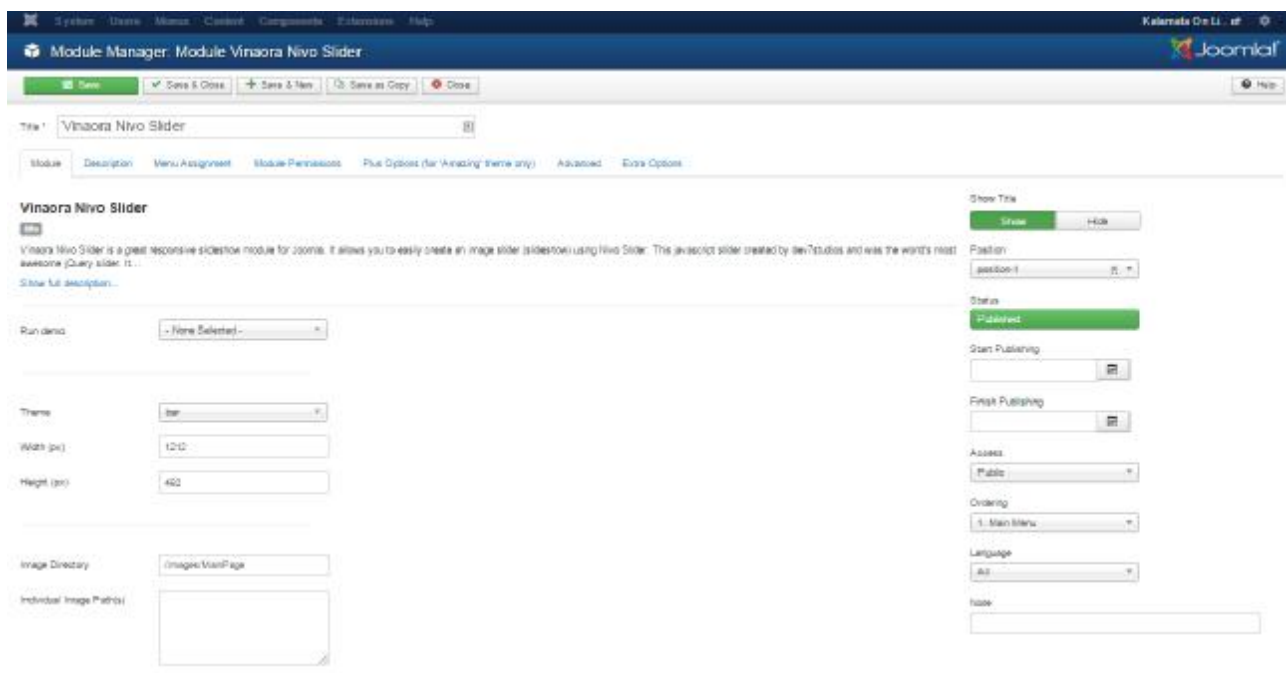 System Users Menus Content Components Extensions Help
Kalamata On Li...
Module Manager: Module Vinaora Nivo Slider
Joomla!
Save Save & Close Save & New Save as Copy Close Help
Title * Vinaora Nivo Slider
Module Description Menu Assignment Module Permissions Plus Options (for 'Amazing' theme only) Advanced Extra Options
Show Title
Vinaora Nivo Slider
Show Hide
Site
Vinaora Nivo Slider is a great responsive slideshow module for Joomla. It allows you to easily create an image slider (slideshow) using Nivo Slider. This javascript slider created by dev7studios and was the world's most
awesome jQuery slider. It...
Position
position-1
Show full description...
Status
Published
Run demo - None Selected -
Start Publishing
Finish Publishing
Theme bar
Width (px) 1212
Access
Public
Height (px)
Ordering
1. Main Menu
Language
All
Image Directory /images/MainPage
Individual Image Path(s)
Note